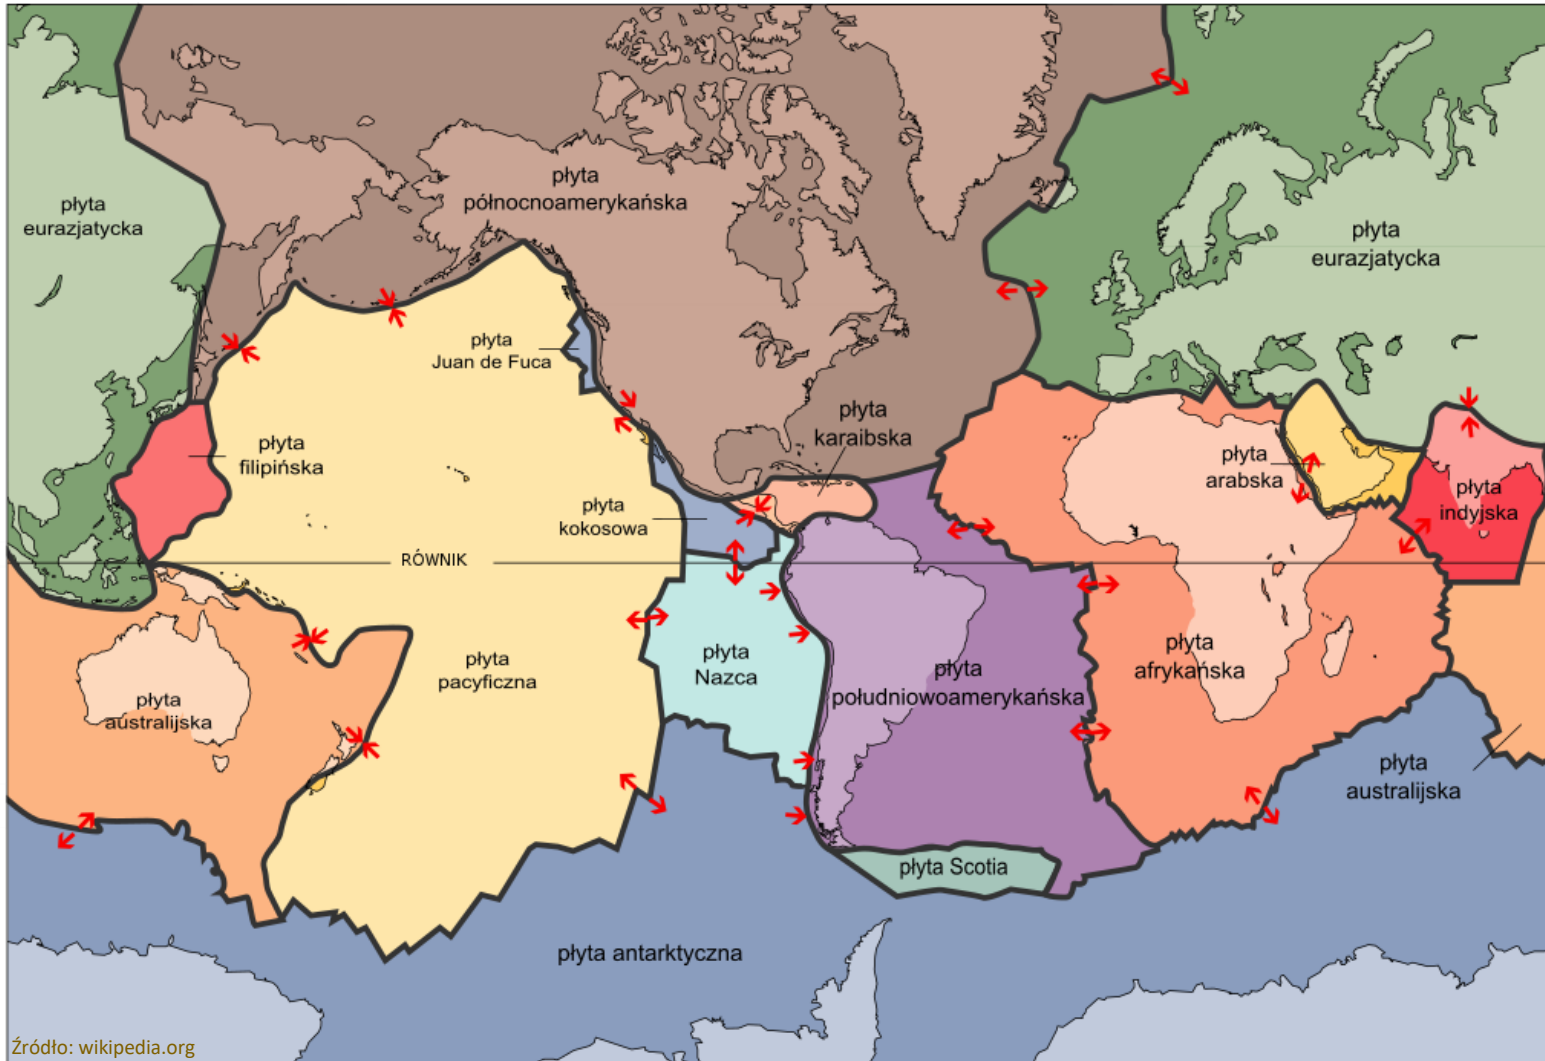 płyta
północnoamerykańska
płyta
eurazjatycka
płyta
eurazjatycka
płyta
Juan de Fuca
płyta
karaibska
płyta
filipińska
płyta
arabska
płyta
indyjska
płyta
kokosowa
RÓWNIK
płyta
pacyficzna
płyta
Nazca
płyta
południowoamerykańska
płyta
afrykańska
płyta
australijska
płyta
australijska
płyta Scotia
płyta antarktyczna
Źródło: wikipedia.org